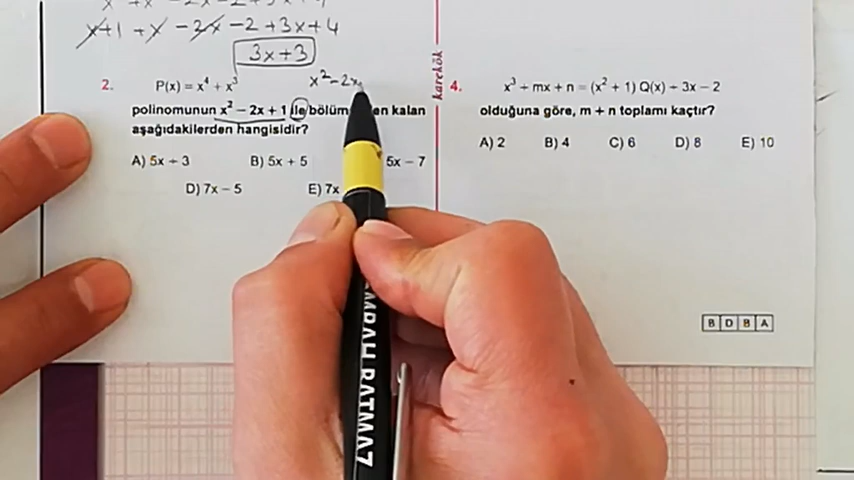 x+1 + x - 2x - 2 + 3x + 4
3x+3
2. P(x) = x⁴ + x³
x² - 2x
polinomunun x² - 2x + 1 ile bölüm en kalan
aşağıdakilerden hangisidir?
A) 5x + 3 B) 5x + 5 5x - 7
D) 7x - 5 E) 7x
karekök
4. x³ + mx + n = (x² + 1) Q(x) + 3x - 2
olduğuna göre, m + n toplamı kaçtır?
A) 2 B) 4 C) 6 D) 8 E) 10
B D B A